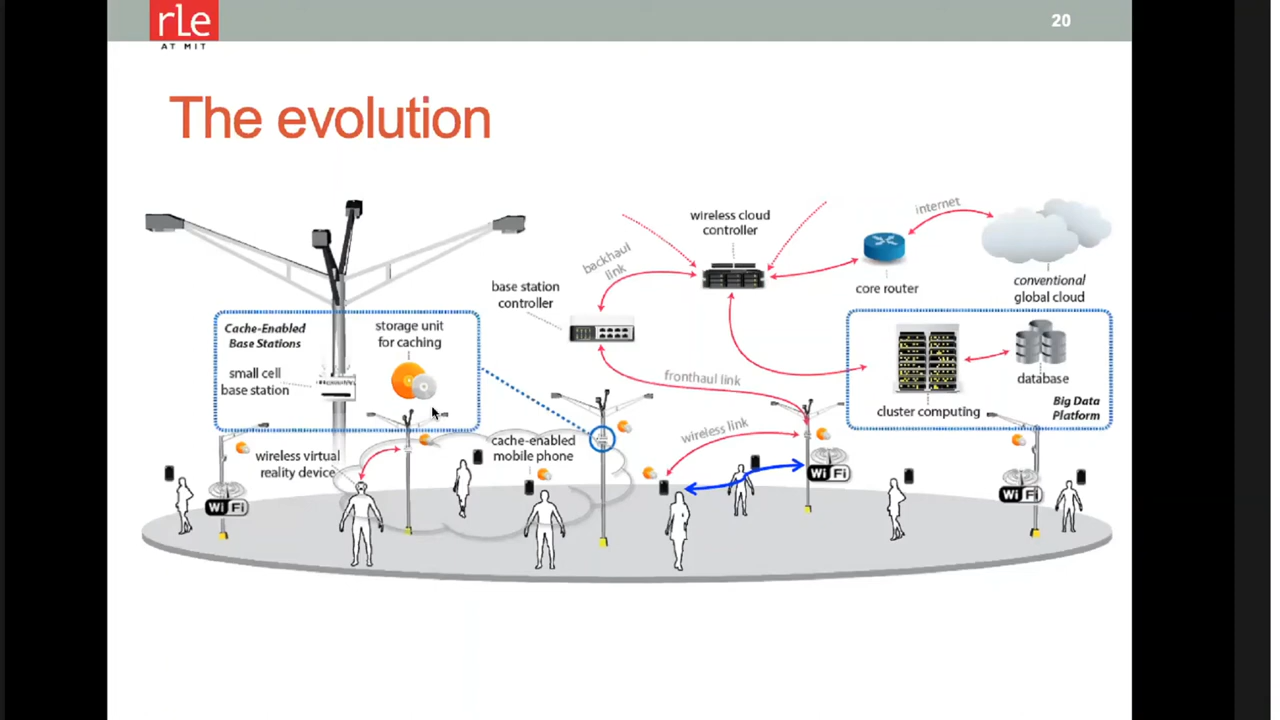 rLe
AT MIT
20
The evolution
wireless cloud
controller
internet
backhaul
link
core router
conventional
global cloud
base station
controller
Cache-Enabled
Base Stations
storage unit
for caching
small cell
base station
fronthaul link
cluster computing
database
Big Data
Platform
wireless link
cache-enabled
mobile phone
wireless virtual
reality device
Wi Fi
Wi Fi
Wi Fi